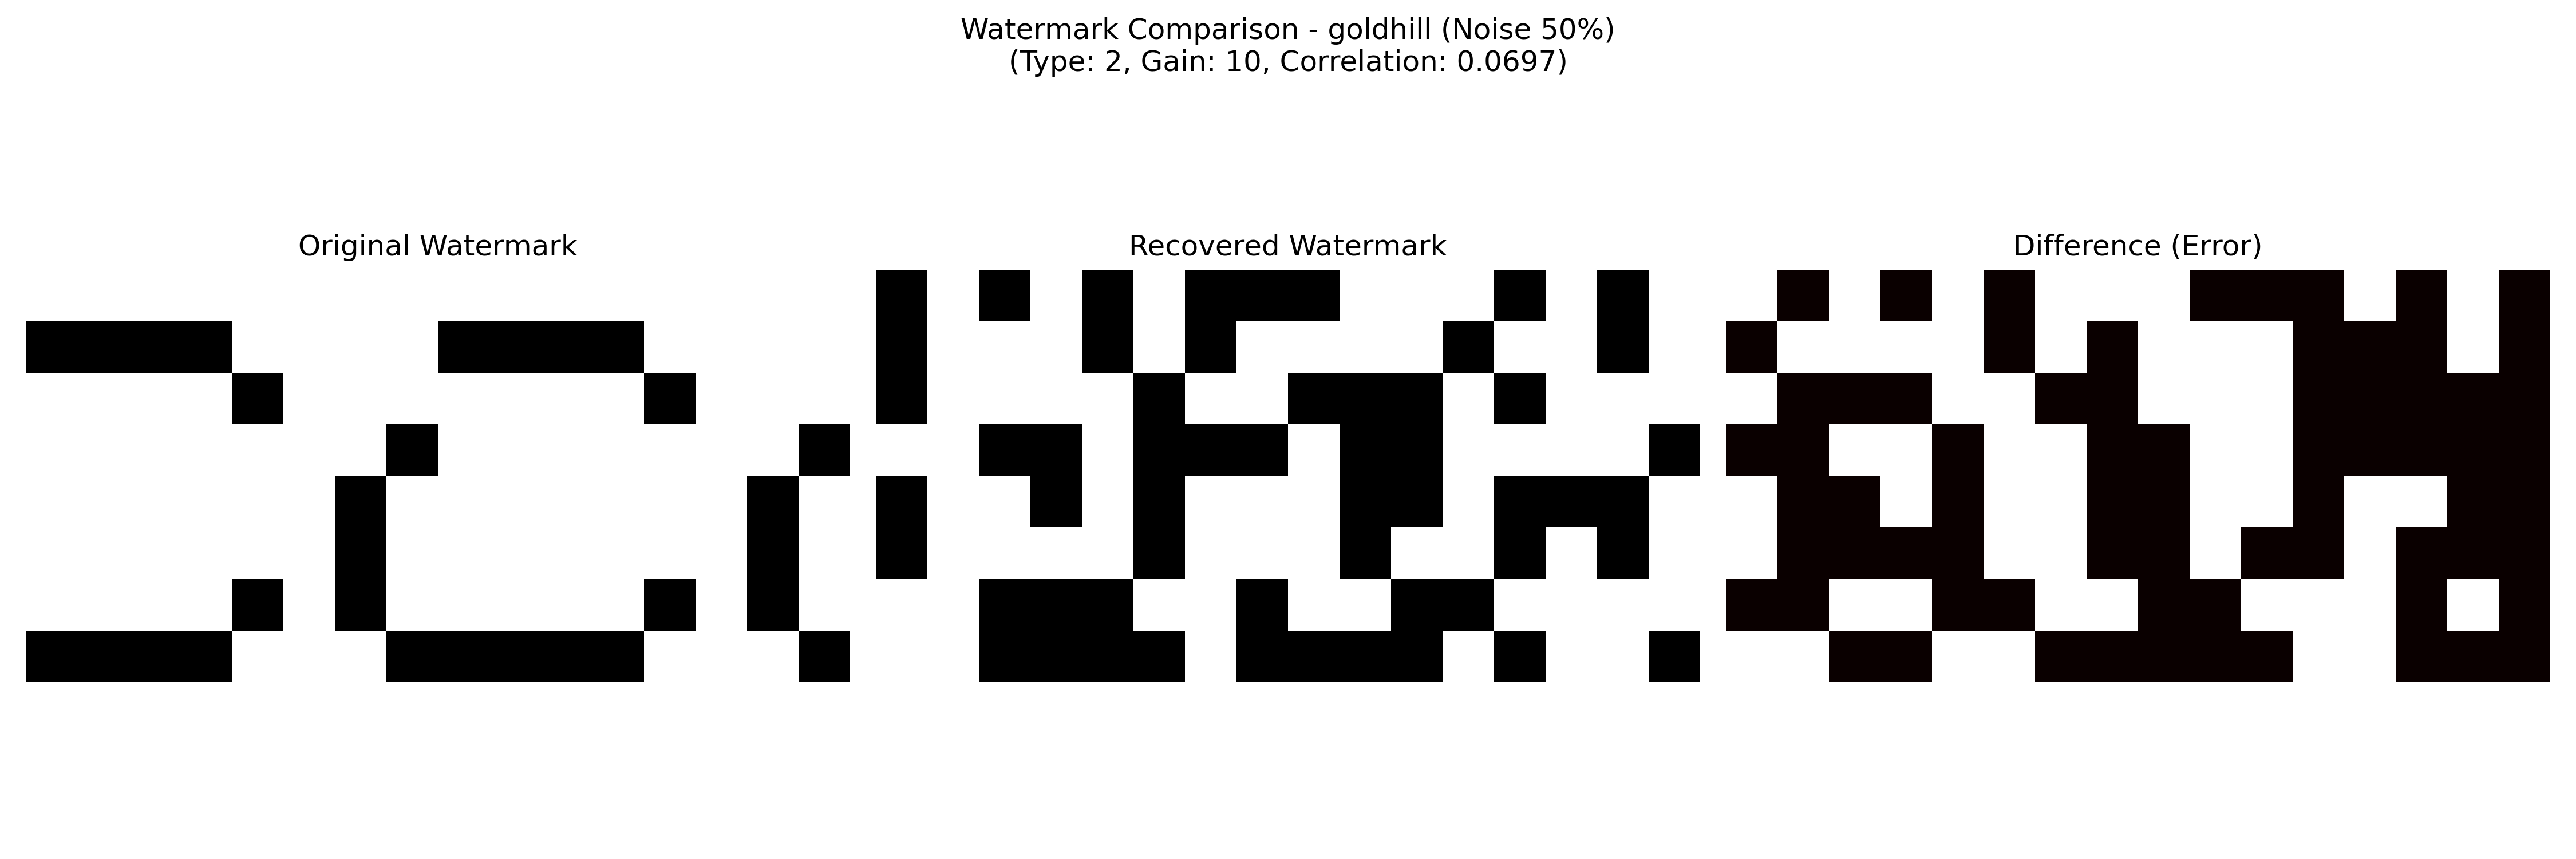 Watermark Comparison - goldhill (Noise 50%)
(Type: 2, Gain: 10, Correlation: 0.0697)
Original Watermark
Recovered Watermark
Difference (Error)